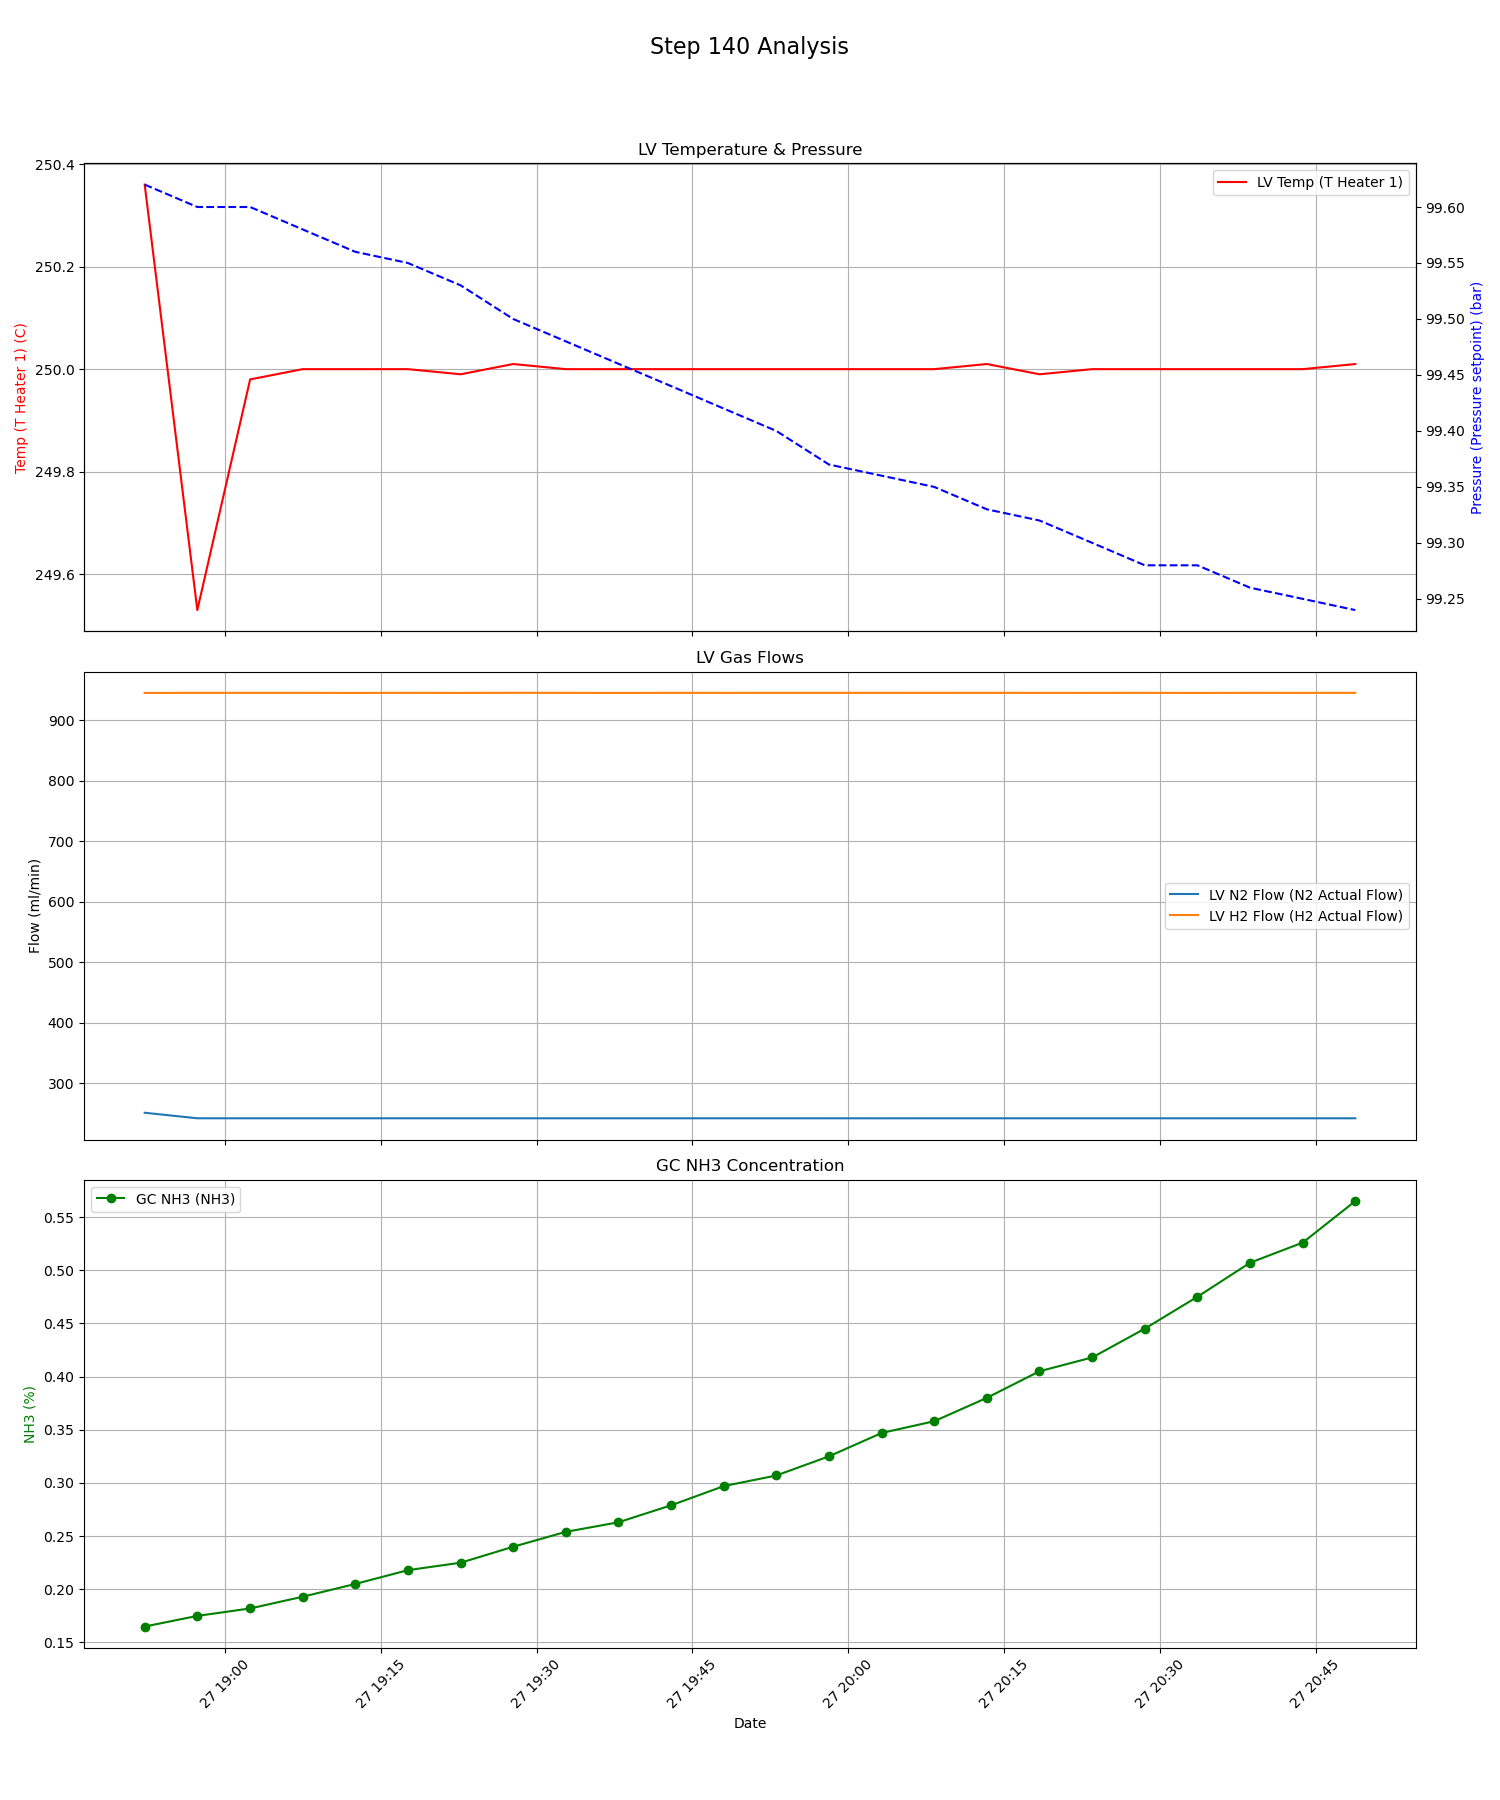 Step 140 Analysis
LV Temperature & Pressure
250.4
250.2
250.0
249.8
249.6
Temp (T Heater 1) (C)
LV Temp (T Heater 1)
99.60
99.55
99.50
99.45
99.40
99.35
99.30
99.25
Pressure (Pressure setpoint) (bar)
LV Gas Flows
900
800
700
600
500
400
300
Flow (ml/min)
LV N2 Flow (N2 Actual Flow)
LV H2 Flow (H2 Actual Flow)
GC NH3 Concentration
GC NH3 (NH3)
0.55
0.50
0.45
0.40
0.35
0.30
0.25
0.20
0.15
NH3 (%)
27 19:00
27 19:15
27 19:30
27 19:45
27 20:00
27 20:15
27 20:30
27 20:45
Date